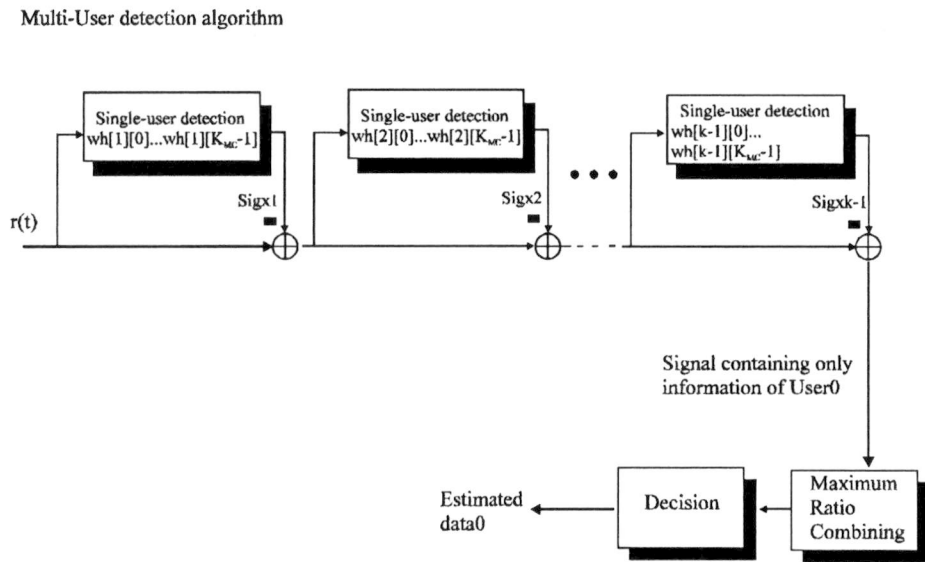 Multi-User detection algorithm
Single-user detection
wh[1][0]...wh[1][K_MC-1]
Single-user detection
wh[2][0]...wh[2][K_MC-1]
Single-user detection
wh[k-1][0]...
wh[k-1][K_MC-1]
Sigx1
Sigx2
Sigxk-1
r(t)
Signal containing only
information of User0
Maximum
Ratio
Combining
Decision
Estimated
data0